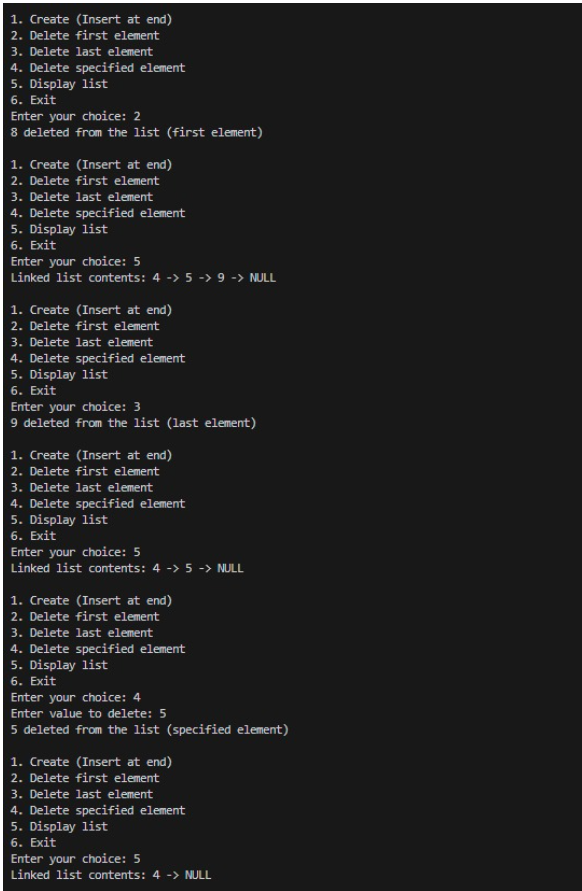 1. Create (Insert at end)
2. Delete first element
3. Delete last element
4. Delete specified element
5. Display list
6. Exit
Enter your choice: 2
8 deleted from the list (first element)
1. Create (Insert at end)
2. Delete first element
3. Delete last element
4. Delete specified element
5. Display list
6. Exit
Enter your choice: 5
Linked list contents: 4 -> 5 -> 9 -> NULL
1. Create (Insert at end)
2. Delete first element
3. Delete last element
4. Delete specified element
5. Display list
6. Exit
Enter your choice: 3
9 deleted from the list (last element)
1. Create (Insert at end)
2. Delete first element
3. Delete last element
4. Delete specified element
5. Display list
6. Exit
Enter your choice: 5
Linked list contents: 4 -> 5 -> NULL
1. Create (Insert at end)
2. Delete first element
3. Delete last element
4. Delete specified element
5. Display list
6. Exit
Enter your choice: 4
Enter value to delete: 5
5 deleted from the list (specified element)
1. Create (Insert at end)
2. Delete first element
3. Delete last element
4. Delete specified element
5. Display list
6. Exit
Enter your choice: 5
Linked list contents: 4 -> NULL